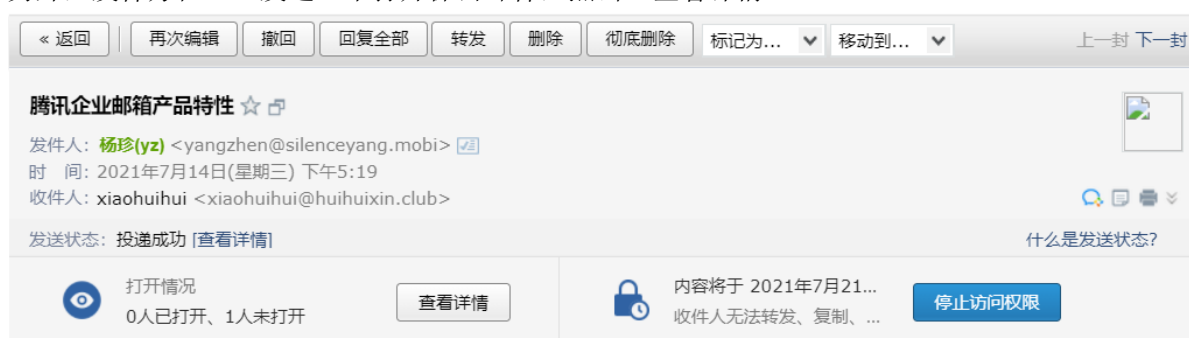 « 返回 再次编辑 撤回 回复全部 转发 删除 彻底删除 标记为... 移动到... 上一封 下一封
腾讯企业邮箱产品特性
发件人：杨珍(yz) <yangzhen@silenceyang.mobi>
时 间：2021年7月14日(星期三) 下午5:19
收件人：xiaohuihui <xiaohuihui@huihuixin.club>
发送状态：投递成功 [查看详情] 什么是发送状态?
打开情况
0人已打开、1人未打开
查看详情
内容将于 2021年7月21...
收件人无法转发、复制、...
停止访问权限